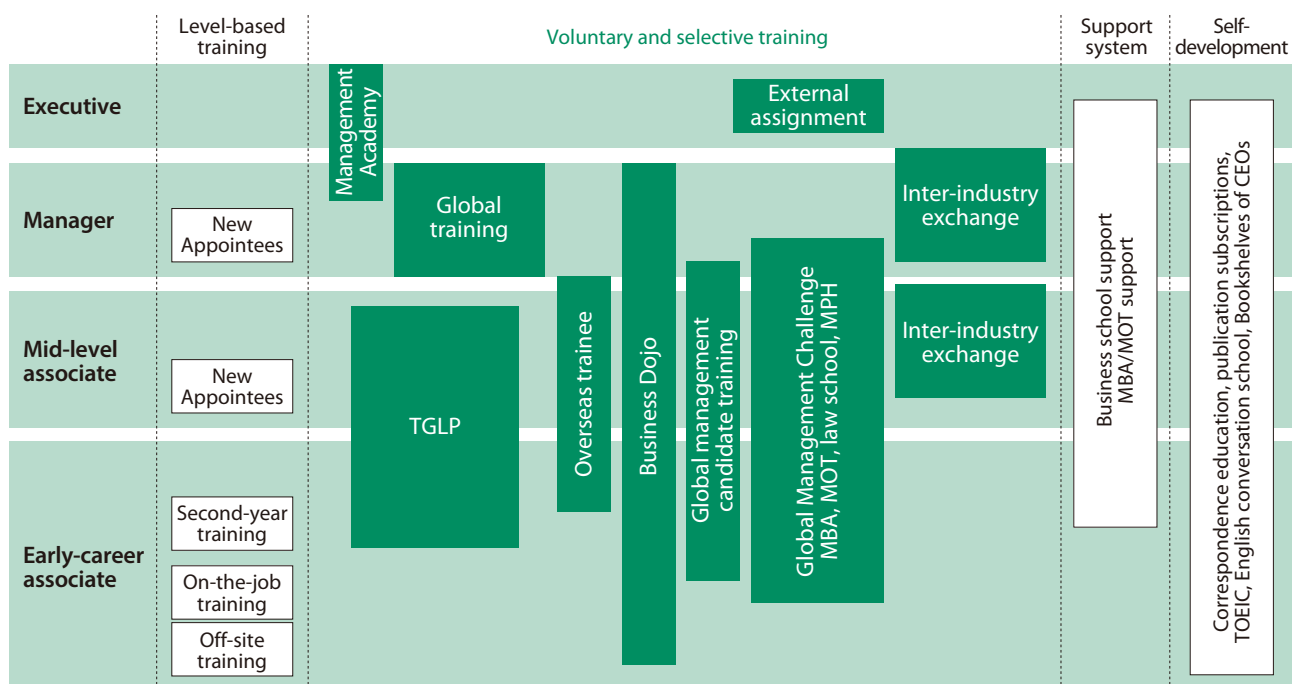 Level-based
training
Voluntary and selective training
Support
system
Self-
development
Executive
Manager
Mid-level
associate
Early-career
associate
New
Appointees
New
Appointees
Second-year
training
On-the-job
training
Off-site
training
Management
Academy
Global
training
TGLP
Overseas trainee
Business Dojo
Global management
candidate training
External
assignment
Global Management Challenge
MBA, MOT, law school, MPH
Inter-industry
exchange
Inter-industry
exchange
Business school support
MBA/MOT support
Correspondence education, publication subscriptions,
TOEIC, English conversation school, Bookshelves of CEOs